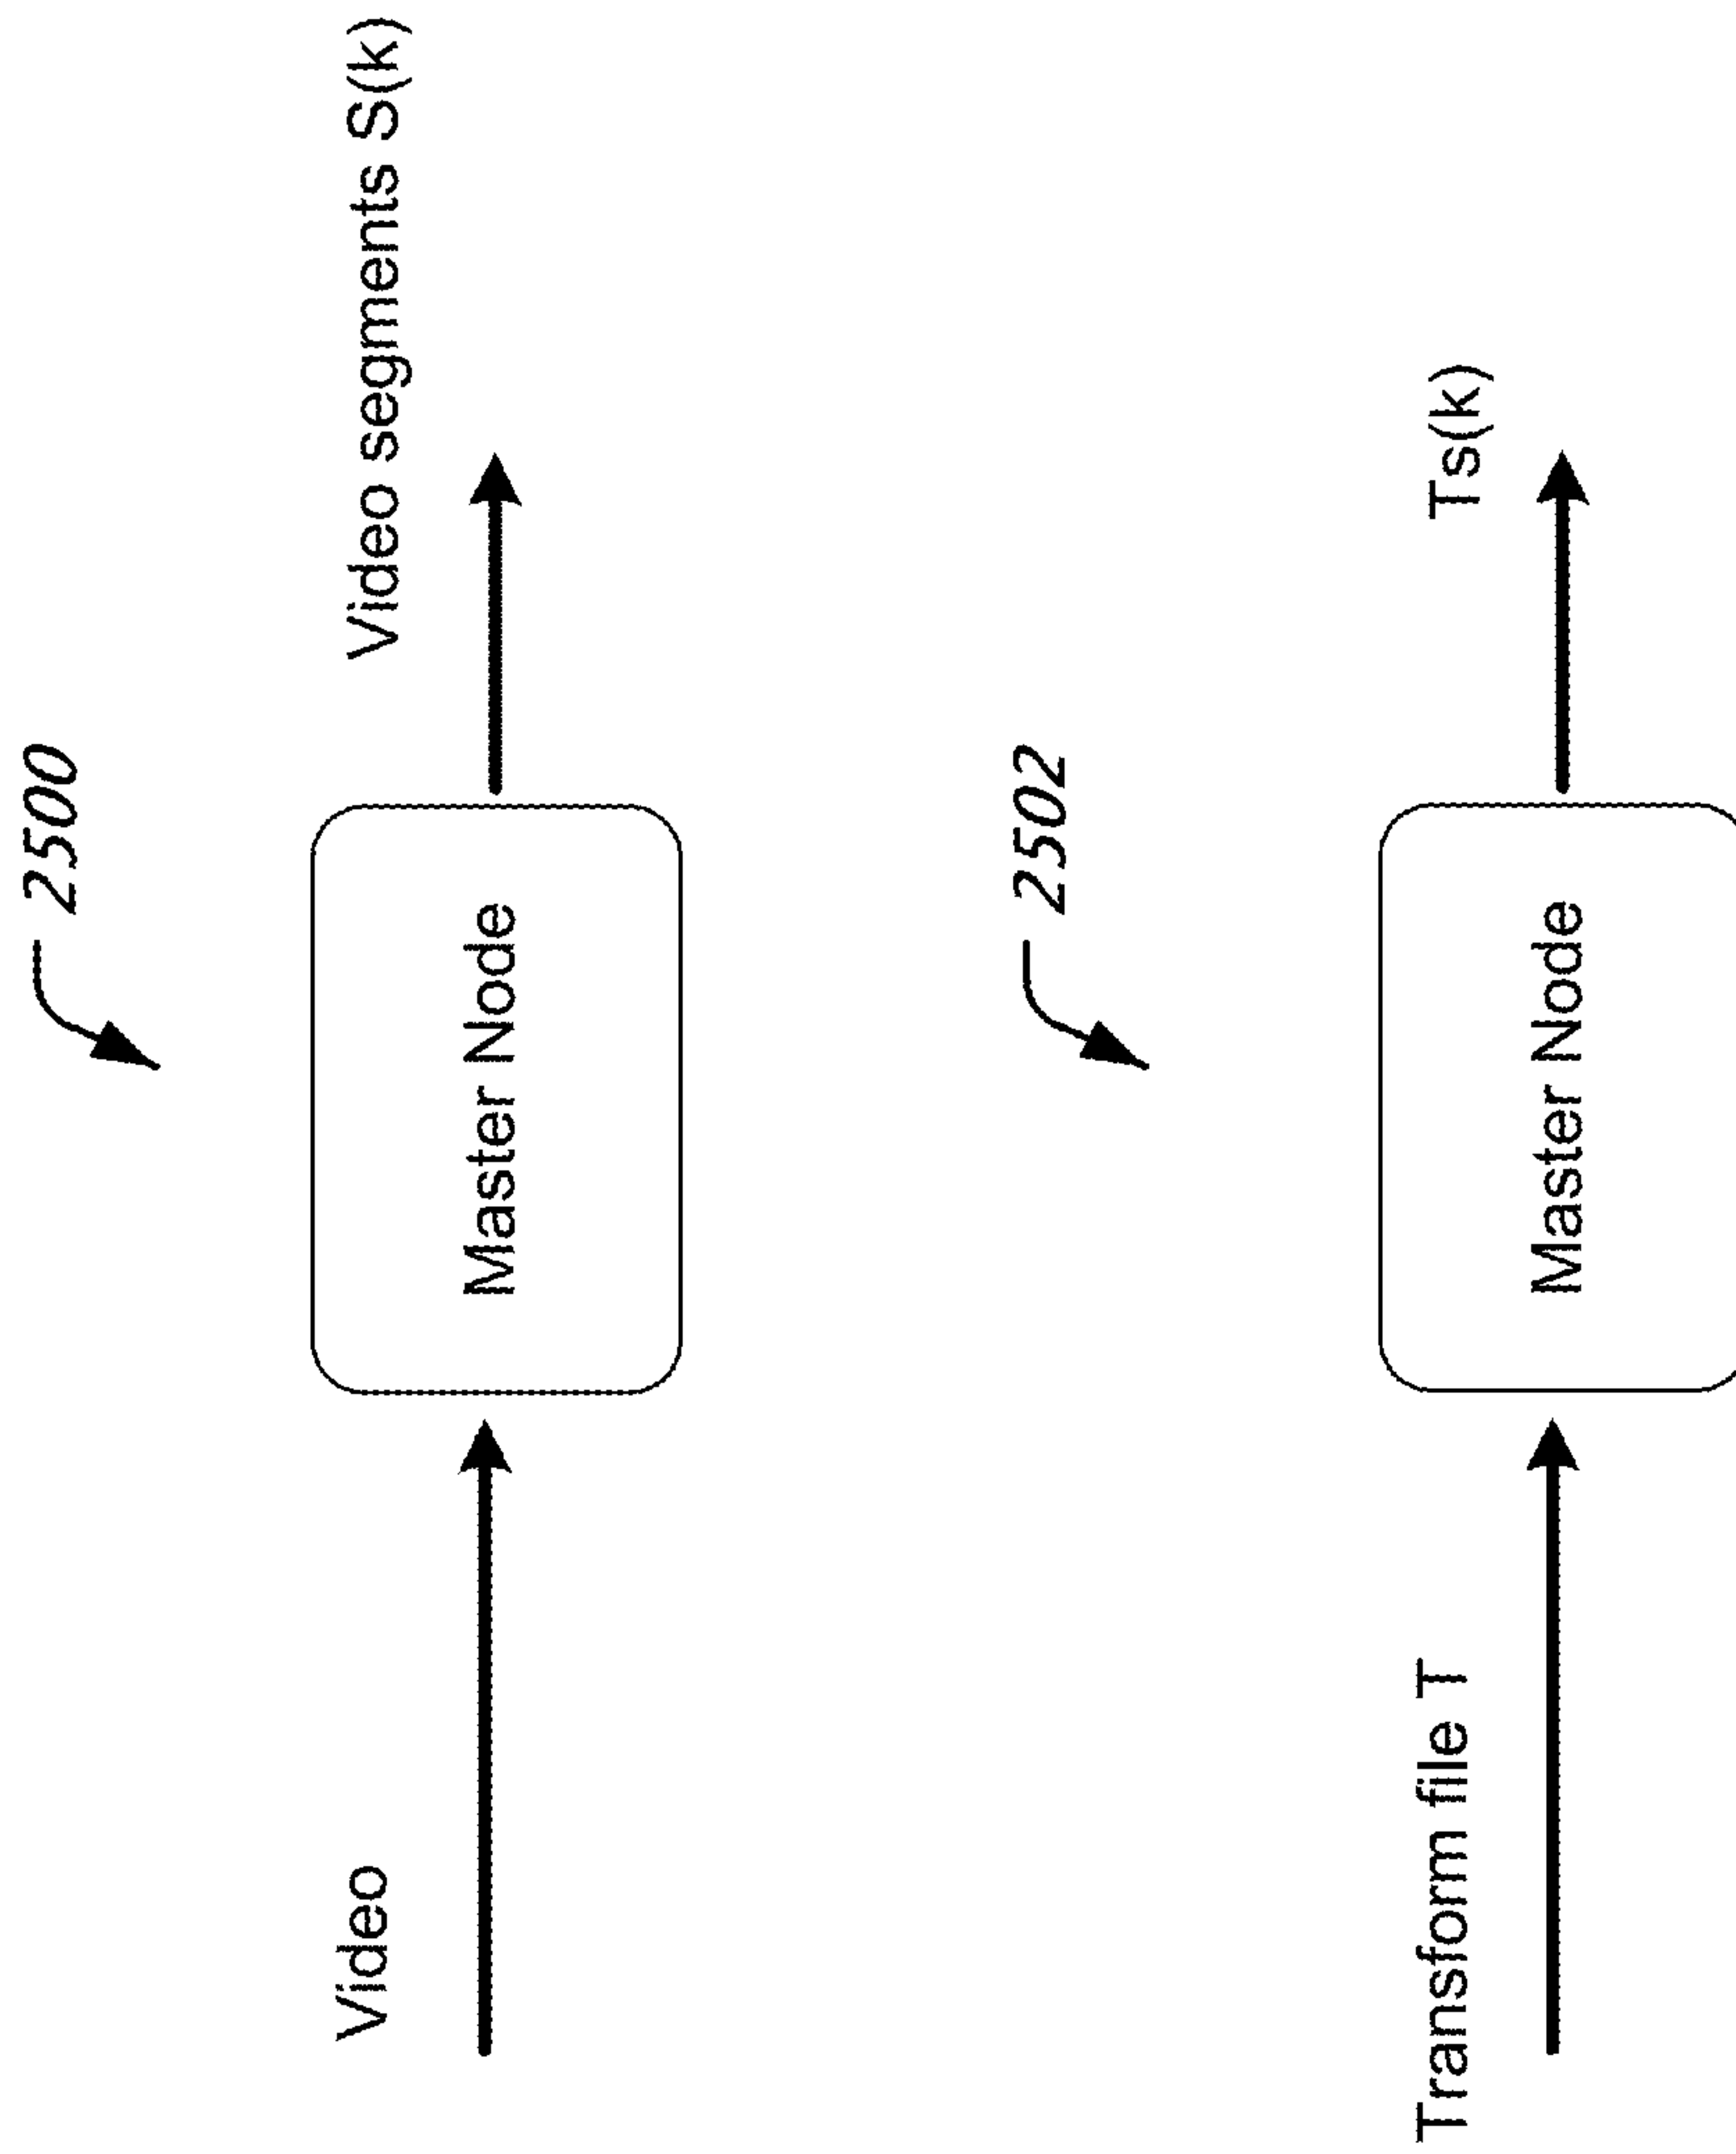 2500
Video
Master Node
Video segments S(k)
2502
Transform file T
Master Node
Ts(k)